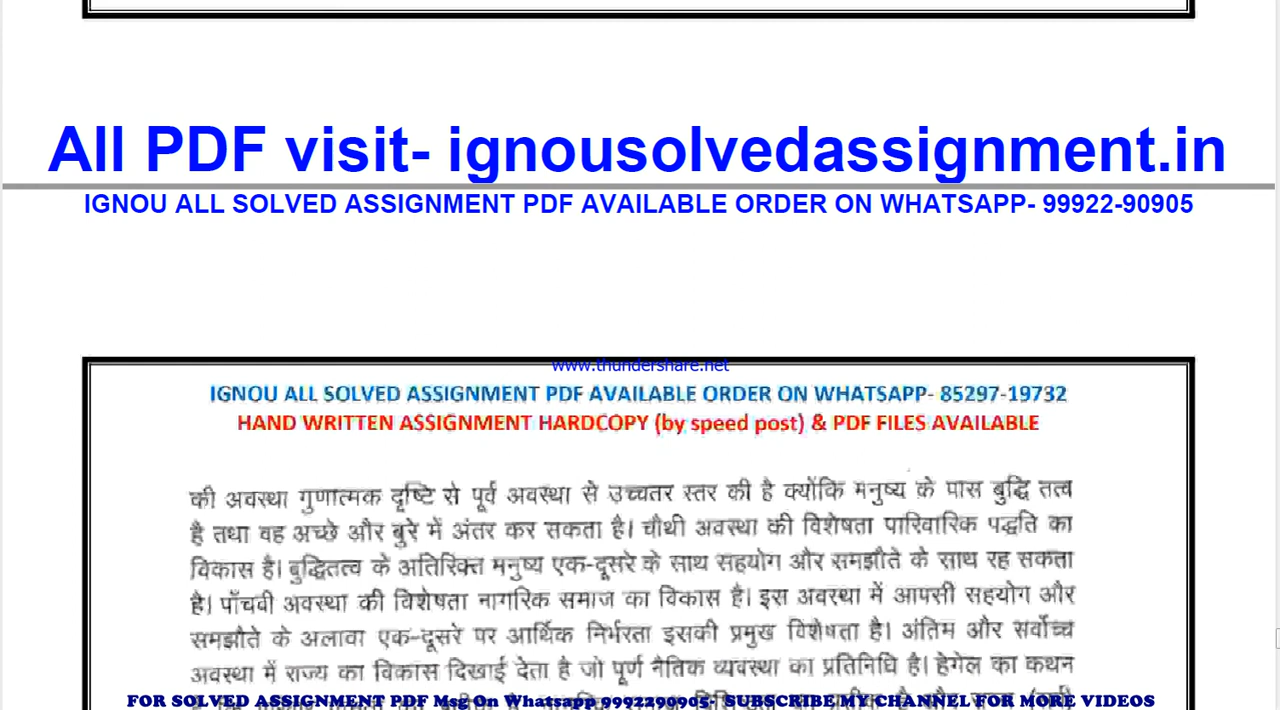 All PDF visit- ignousolvedassignment.in
IGNOU ALL SOLVED ASSIGNMENT PDF AVAILABLE ORDER ON WHATSAPP- 99922-90905
www.thundershare.net
IGNOU ALL SOLVED ASSIGNMENT PDF AVAILABLE ORDER ON WHATSAPP- 85297-19732
HAND WRITTEN ASSIGNMENT HARDCOPY (by speed post) & PDF FILES AVAILABLE
की अवस्था गुणात्मक दृष्टि से पूर्व अवस्था से उच्चतर स्तर की है क्योंकि मनुष्य के पास बुद्धि तत्व
है तथा वह अच्छे और बुरे में अंतर कर सकता है। चौथी अवस्था की विशेषता पारिवारिक पद्धति का
विकास है। बुद्धितत्व के अतिरिक्त मनुष्य एक-दूसरे के साथ सहयोग और समझौते के साथ रह सकता
है। पाँचवी अवस्था की विशेषता नागरिक समाज का विकास है। इस अवस्था में आपसी सहयोग और
समझौते के अलावा एक-दूसरे पर आर्थिक निर्भरता इसकी प्रमुख विशेषता है। अंतिम और सर्वोच्च
अवस्था में राज्य का विकास दिखाई देता है जो पूर्ण नैतिक व्यवस्था का प्रतिनिधि है। हेगेल का कथन
FOR SOLVED ASSIGNMENT PDF Msg On Whatsapp 9992290905- SUBSCRIBE MY CHANNEL FOR MORE VIDEOS